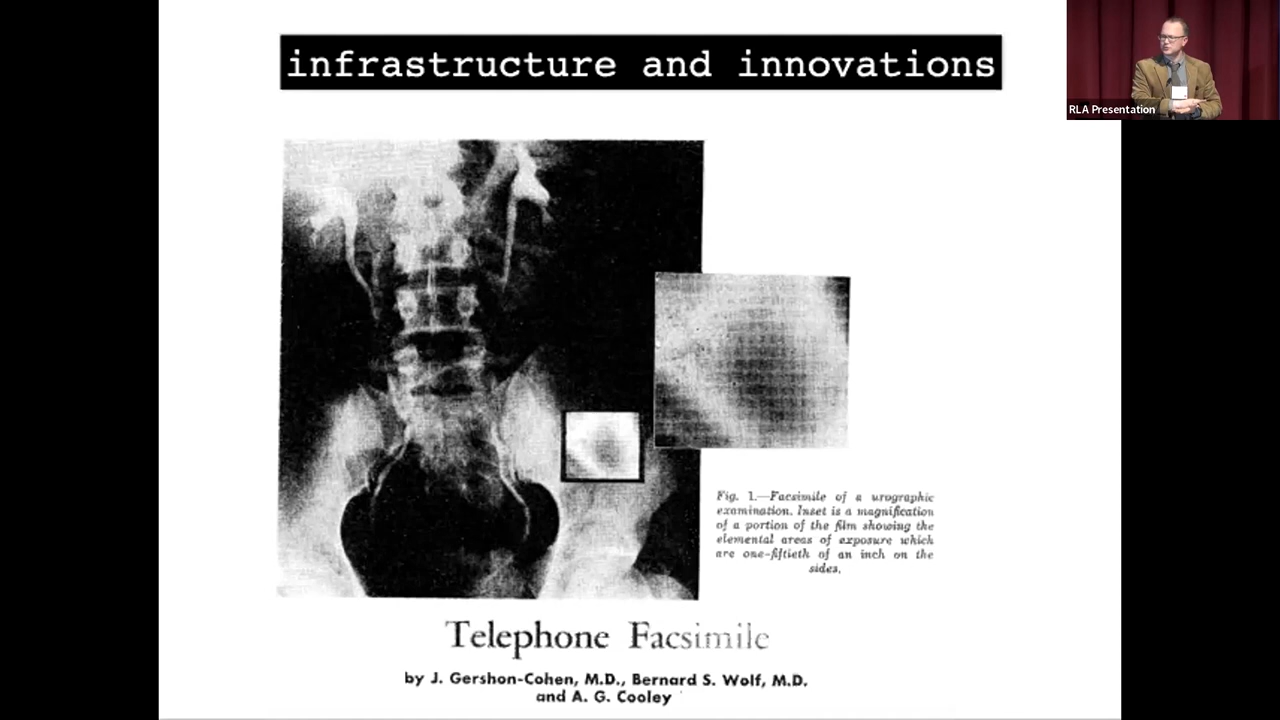 infrastructure and innovations
RLA Presentation
Fig. 1.—Facsimile of a urographic
examination. Inset is a magnification
of a portion of the film showing the
elemental areas of exposure which
are one-fiftieth of an inch on the
sides.
Telephone Facsimile
by J. Gershon-Cohen, M.D., Bernard S. Wolf, M.D.
and A. G. Cooley